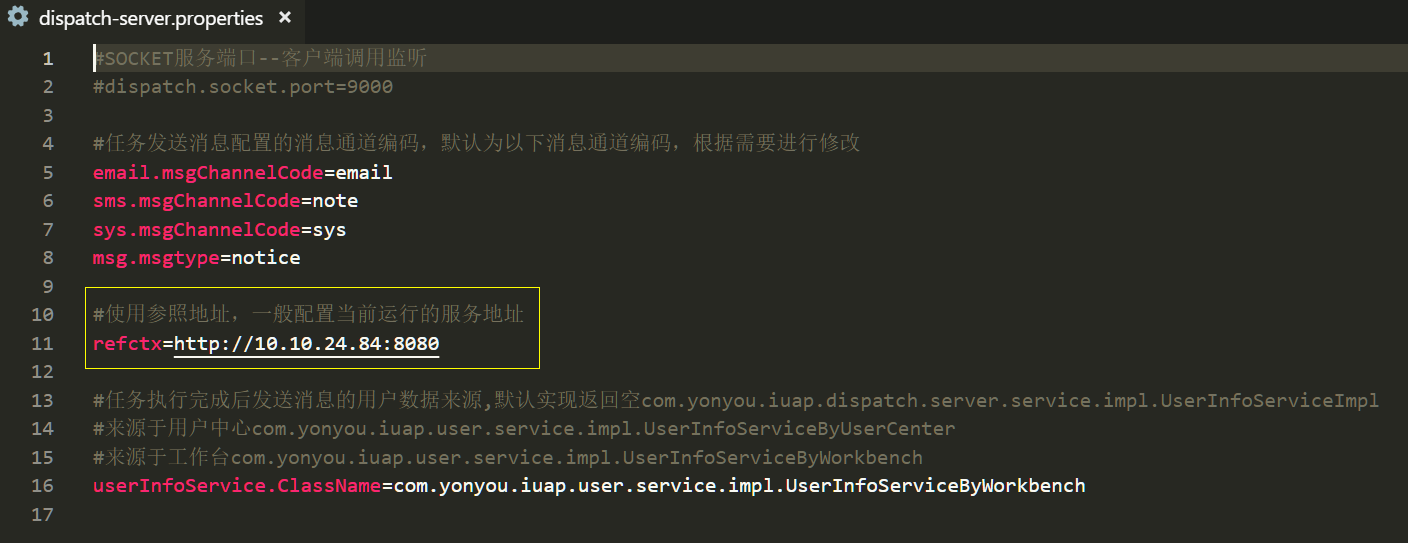 dispatch-server.properties ×
1 #SOCKET服务端口--客户端调用监听
2 #dispatch.socket.port=9000
3
4 #任务发送消息配置的消息通道编码，默认为以下消息通道编码，根据需要进行修改
5 email.msgChannelCode=email
6 sms.msgChannelCode=note
7 sys.msgChannelCode=sys
8 msg.msgtype=notice
9
10 #使用参照地址，一般配置当前运行的服务地址
11 refctx=http://10.10.24.84:8080
12
13 #任务执行完成后发送消息的用户数据来源,默认实现返回空com.yonyou.iuap.dispatch.server.service.impl.UserInfoServiceImpl
14 #来源于用户中心com.yonyou.iuap.user.service.impl.UserInfoServiceByUserCenter
15 #来源于工作台com.yonyou.iuap.user.service.impl.UserInfoServiceByWorkbench
16 userInfoService.ClassName=com.yonyou.iuap.user.service.impl.UserInfoServiceByWorkbench
17